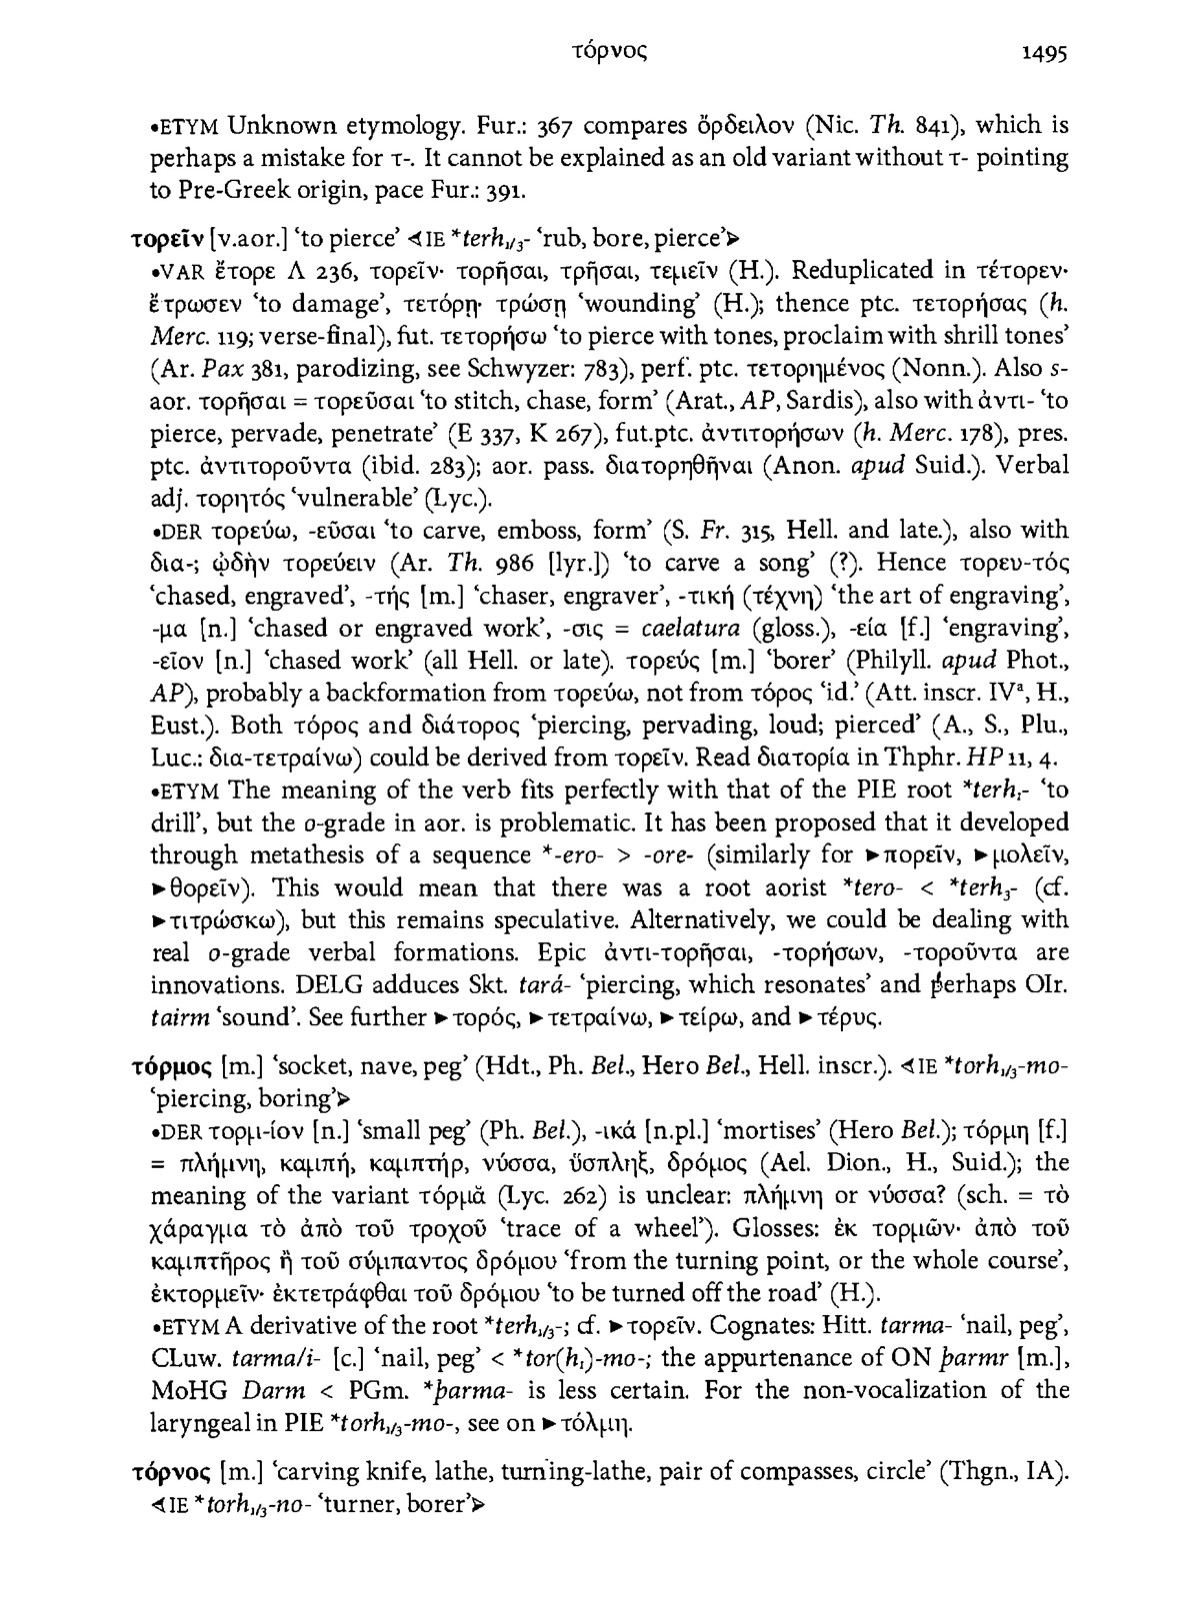 τόρνος 1495
•ETYM Unknown etymology. Fur.: 367 compares ὄρδειλον (Nic. Th. 841), which is
perhaps a mistake for τ-. It cannot be explained as an old variant without τ- pointing
to Pre-Greek origin, pace Fur.: 391.
τορεῖν [v.aor.] ‘to pierce’ ⋖IE *terh₁/₃- ‘rub, bore, pierce’⋗
•VAR ἔτορε Λ 236, τορεῖν· τορῆσαι, τρῆσαι, τεμεῖν (H.). Reduplicated in τέτορεν·
ἔτρωσεν ‘to damage’, τετόρῃ· τρώσῃ ‘wounding’ (H.); thence ptc. τετορήσας (h.
Merc. 119; verse-final), fut. τετορήσω ‘to pierce with tones, proclaim with shrill tones’
(Ar. Pax 381, parodizing, see Schwyzer: 783), perf. ptc. τετορημένος (Nonn.). Also s-
aor. τορῆσαι = τορεῦσαι ‘to stitch, chase, form’ (Arat., AP, Sardis), also with ἀντι- ‘to
pierce, pervade, penetrate’ (E 337, K 267), fut.ptc. ἀντιτορήσων (h. Merc. 178), pres.
ptc. ἀντιτοροῦντα (ibid. 283); aor. pass. διατορηθῆναι (Anon. apud Suid.). Verbal
adj. τορητός ‘vulnerable’ (Lyc.).
•DER τορεύω, -εῦσαι ‘to carve, emboss, form’ (S. Fr. 315, Hell. and late.), also with
δια-; ᾠδὴν τορεύειν (Ar. Th. 986 [lyr.]) ‘to carve a song’ (?). Hence τορευ-τός
‘chased, engraved’, -τής [m.] ‘chaser, engraver’, -τική (τέχνη) ‘the art of engraving’,
-μα [n.] ‘chased or engraved work’, -σις = caelatura (gloss.), -εία [f.] ‘engraving’,
-εῖον [n.] ‘chased work’ (all Hell. or late). τορεύς [m.] ‘borer’ (Philyll. apud Phot.,
AP), probably a backformation from τορεύω, not from τόρος ‘id.’ (Att. inscr. IVᵃ, H.,
Eust.). Both τόρος and διάτορος ‘piercing, pervading, loud; pierced’ (A., S., Plu.,
Luc.: δια-τετραίνω) could be derived from τορεῖν. Read διατορία in Thphr. HP 11, 4.
•ETYM The meaning of the verb fits perfectly with that of the PIE root *terh₁- ‘to
drill’, but the o-grade in aor. is problematic. It has been proposed that it developed
through metathesis of a sequence *-ero- > -ore- (similarly for ►πορεῖν, ►μολεῖν,
►θορεῖν). This would mean that there was a root aorist *tero- < *terh₃- (cf.
►τιτρώσκω), but this remains speculative. Alternatively, we could be dealing with
real o-grade verbal formations. Epic ἀντι-τορῆσαι, -τορήσων, -τοροῦντα are
innovations. DELG adduces Skt. tará- ‘piercing, which resonates’ and perhaps OIr.
tairm ‘sound’. See further ►τορός, ►τετραίνω, ►τείρω, and ►τέρυς.
τόρμος [m.] ‘socket, nave, peg’ (Hdt., Ph. Bel., Hero Bel., Hell. inscr.). ⋖IE *torh₁/₃-mo-
‘piercing, boring’⋗
•DER τορμ-ίον [n.] ‘small peg’ (Ph. Bel.), -ικά [n.pl.] ‘mortises’ (Hero Bel.); τόρμη [f.]
= πλήμνη, καμπή, καμπτήρ, νύσσα, ὕσπληξ, δρόμος (Ael. Dion., H., Suid.); the
meaning of the variant τόρμᾰ (Lyc. 262) is unclear: πλήμνη or νύσσα? (sch. = τὸ
χάραγμα τὸ ἀπὸ τοῦ τροχοῦ ‘trace of a wheel’). Glosses: ἐκ τορμῶν· ἀπὸ τοῦ
καμπτῆρος ἢ τοῦ σύμπαντος δρόμου ‘from the turning point, or the whole course’,
ἐκτορμεῖν· ἐκτετράφθαι τοῦ δρόμου ‘to be turned off the road’ (H.).
•ETYM A derivative of the root *terh₁/₃-; cf. ►τορεῖν. Cognates: Hitt. tarma- ‘nail, peg’,
CLuw. tarma/i- [c.] ‘nail, peg’ < *tor(h₁)-mo-; the appurtenance of ON þarmr [m.],
MoHG Darm < PGm. *þarma- is less certain. For the non-vocalization of the
laryngeal in PIE *torh₁/₃-mo-, see on ►τόλμη.
τόρνος [m.] ‘carving knife, lathe, turning-lathe, pair of compasses, circle’ (Thgn., IA).
⋖IE *torh₁/₃-no- ‘turner, borer’⋗